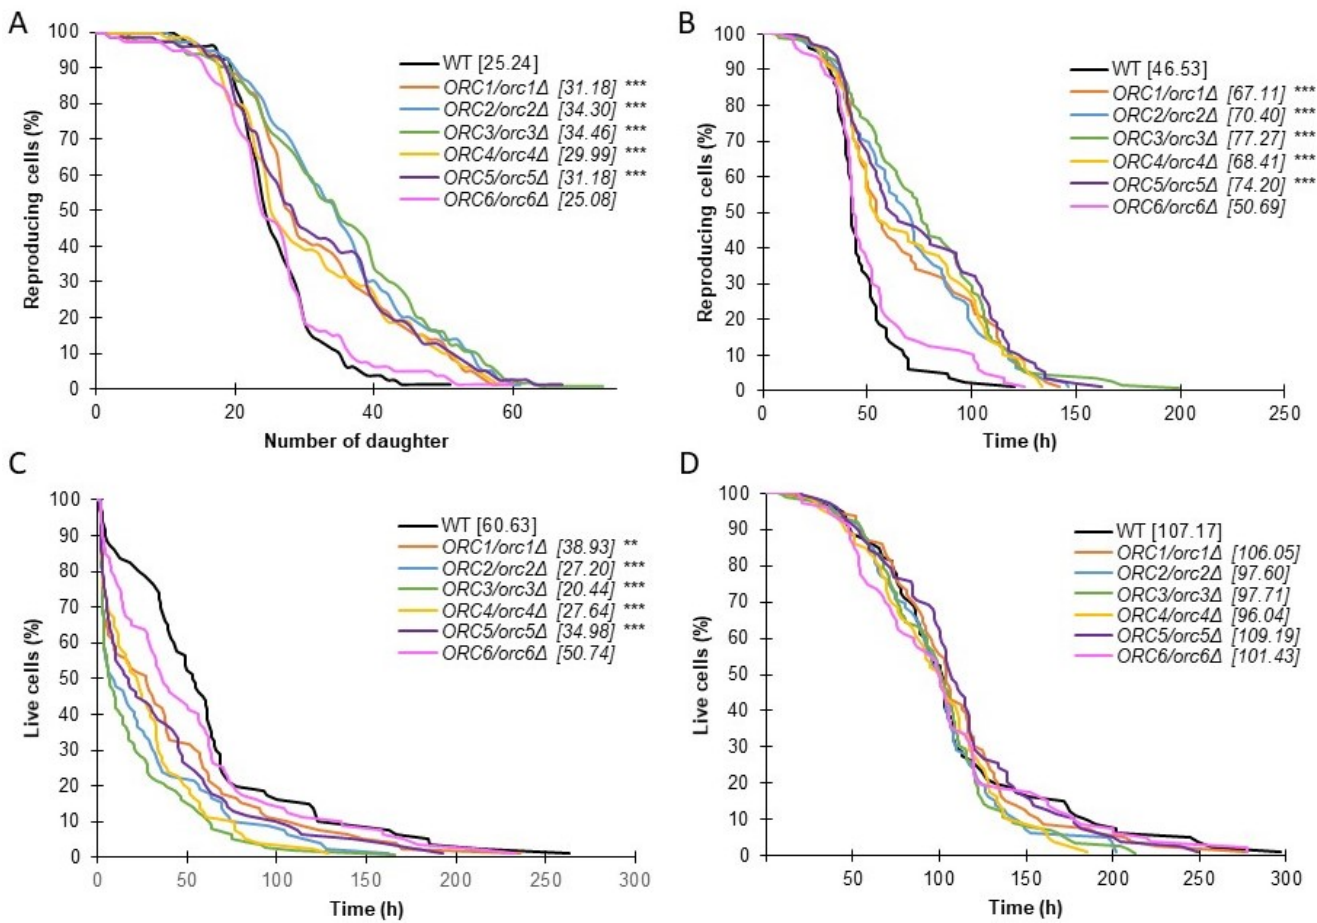 A
100
90
80
70
60
50
40
30
20
10
0
Reproducing cells (%)
0 20 40 60
Number of daughter
WT [25.24]
ORC1/orc1Δ [31.18] ***
ORC2/orc2Δ [34.30] ***
ORC3/orc3Δ [34.46] ***
ORC4/orc4Δ [29.99] ***
ORC5/orc5Δ [31.18] ***
ORC6/orc6Δ [25.08]
B
100
90
80
70
60
50
40
30
20
10
0
Reproducing cells (%)
0 50 100 150 200 250
Time (h)
WT [46.53]
ORC1/orc1Δ [67.11] ***
ORC2/orc2Δ [70.40] ***
ORC3/orc3Δ [77.27] ***
ORC4/orc4Δ [68.41] ***
ORC5/orc5Δ [74.20] ***
ORC6/orc6Δ [50.69]
C
100
90
80
70
60
50
40
30
20
10
0
Live cells (%)
0 50 100 150 200 250 300
Time (h)
WT [60.63]
ORC1/orc1Δ [38.93] **
ORC2/orc2Δ [27.20] ***
ORC3/orc3Δ [20.44] ***
ORC4/orc4Δ [27.64] ***
ORC5/orc5Δ [34.98] ***
ORC6/orc6Δ [50.74]
D
100
90
80
70
60
50
40
30
20
10
0
Live cells (%)
50 100 150 200 250 300
Time (h)
WT [107.17]
ORC1/orc1Δ [106.05]
ORC2/orc2Δ [97.60]
ORC3/orc3Δ [97.71]
ORC4/orc4Δ [96.04]
ORC5/orc5Δ [109.19]
ORC6/orc6Δ [101.43]